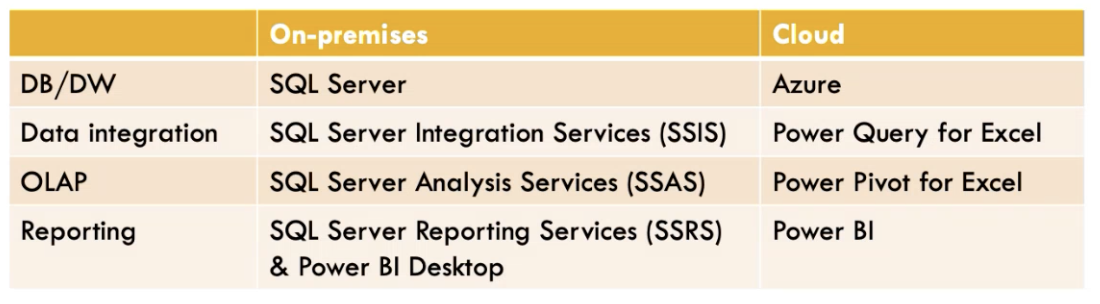 On-premises Cloud
DB/DW SQL Server Azure
Data integration SQL Server Integration Services (SSIS) Power Query for Excel
OLAP SQL Server Analysis Services (SSAS) Power Pivot for Excel
Reporting SQL Server Reporting Services (SSRS) Power BI
& Power BI Desktop